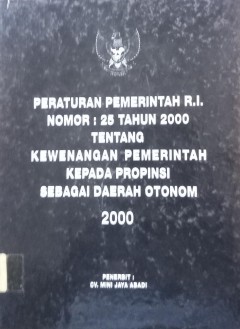 PERATURAN PEMERINTAH R.I.
NOMOR : 25 TAHUN 2000
TENTANG
KEWENANGAN PEMERINTAH
KEPADA PROPINSI
SEBAGAI DAERAH OTONOM
2000
PENERBIT :
CV. MINI JAYA ABADI